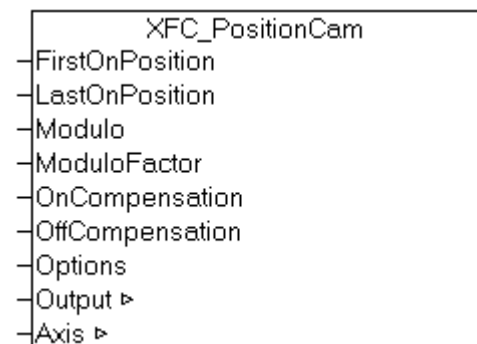 XFC_PositionCam
FirstOnPosition
LastOnPosition
Modulo
ModuloFactor
OnCompensation
OffCompensation
Options
Output ▹
Axis ▹